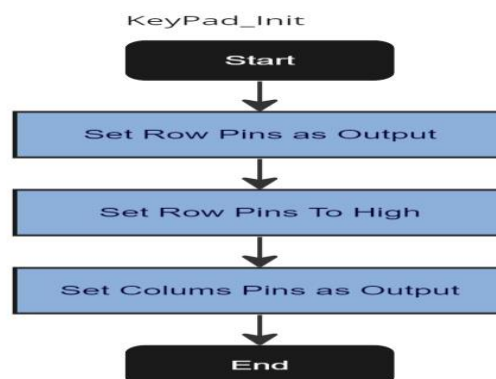 KeyPad_Init
Start
Set Row Pins as Output
Set Row Pins To High
Set Colums Pins as Output
End